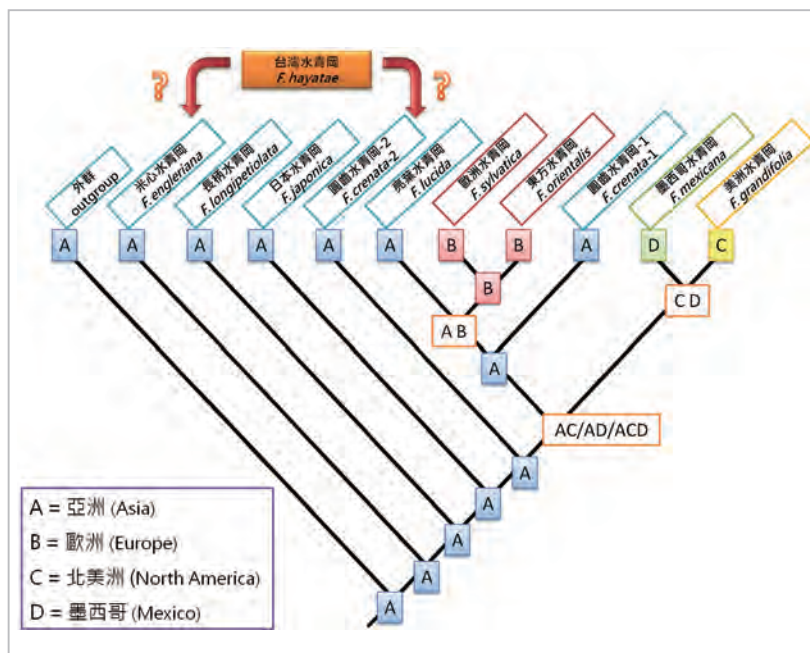 台灣水青岡
F. hayatae
?
?
外群
outgroup
米心水青岡
F. engleriana
長柄水青岡
F. longipetiolata
日本水青岡
F. japonica
圓齒水青岡-2
F. crenata-2
亮葉水青岡
F. lucida
歐洲水青岡
F. sylvatica
東方水青岡
F. orientalis
圓齒水青岡-1
F. crenata-1
墨西哥水青岡
F. mexicana
美洲水青岡
F. grandifolia
A
A
A
A
A
A
B
B
A
D
C
B
C D
A B
A
AC/AD/ACD
A
A
A
A
A
A = 亞洲 (Asia)
B = 歐洲 (Europe)
C = 北美洲 (North America)
D = 墨西哥 (Mexico)